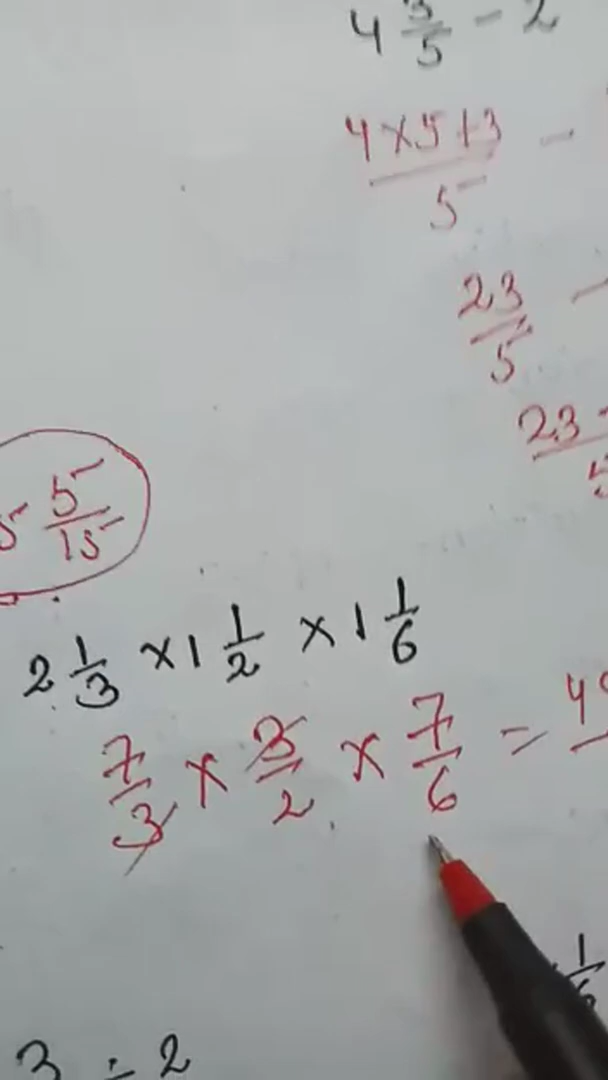 4 3/5 - 2
4×5+3/5 -
23/5 -
23
5 5/15
2 1/3 × 1 1/2 × 1 1/6
7/3 × 3/2 × 7/6 =
3 ÷ 2